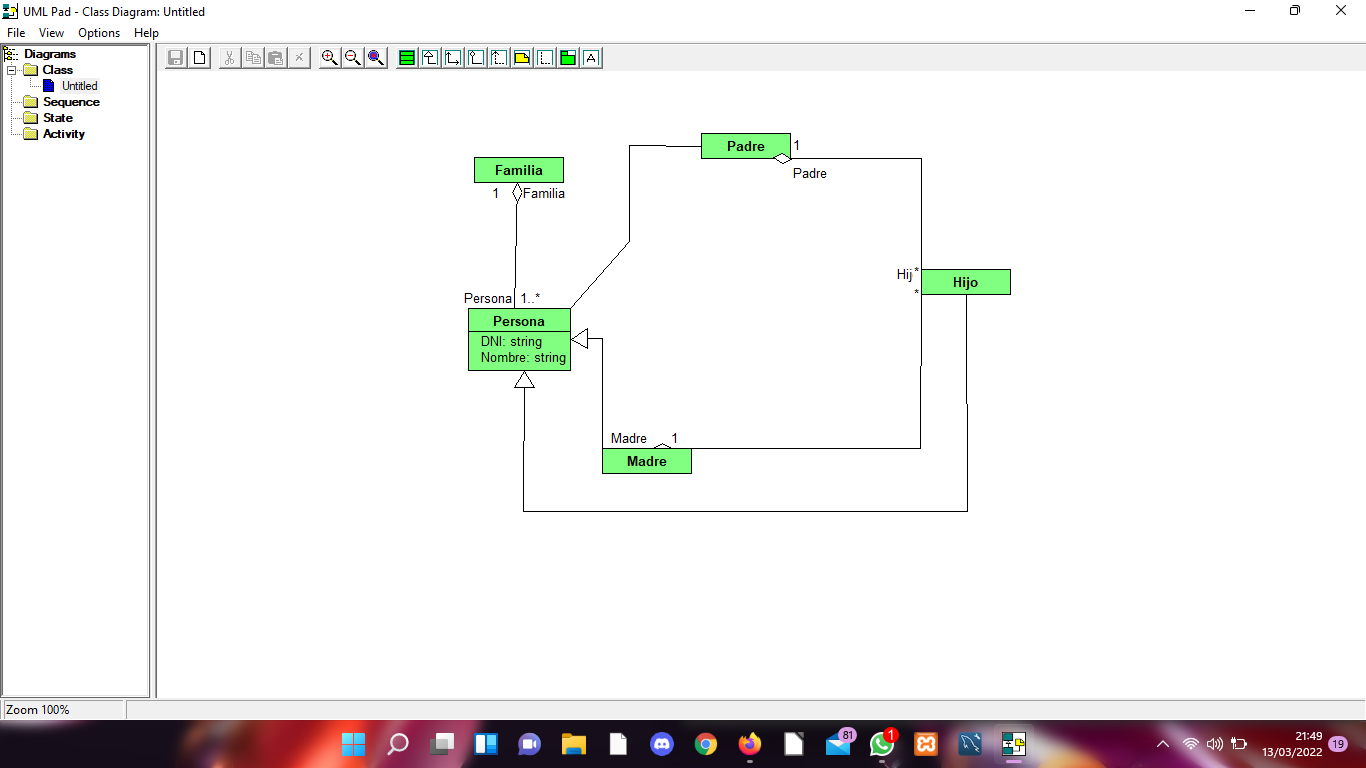 UML Pad - Class Diagram: Untitled
File View Options Help
Diagrams
Class
Untitled
Sequence
State
Activity
A
Padre
1
Padre
Familia
1 Familia
Hij*
*
Hijo
Persona 1..*
Persona
DNI: string
Nombre: string
Madre 1
Madre
Zoom 100%
81
1
21:49
13/03/2022
19